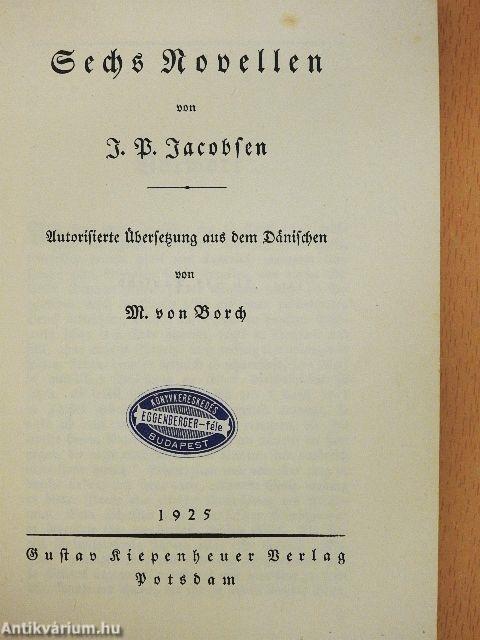 Sechs Novellen
von
J. P. Jacobsen
Autorisierte Übersetzung aus dem Dänischen
von
M. von Borch
KÖNYVKERESKEDÉS
EGGENBERGER-féle
BUDAPEST
1925
Gustav Kiepenheuer Verlag
Potsdam
Antikvárium.hu